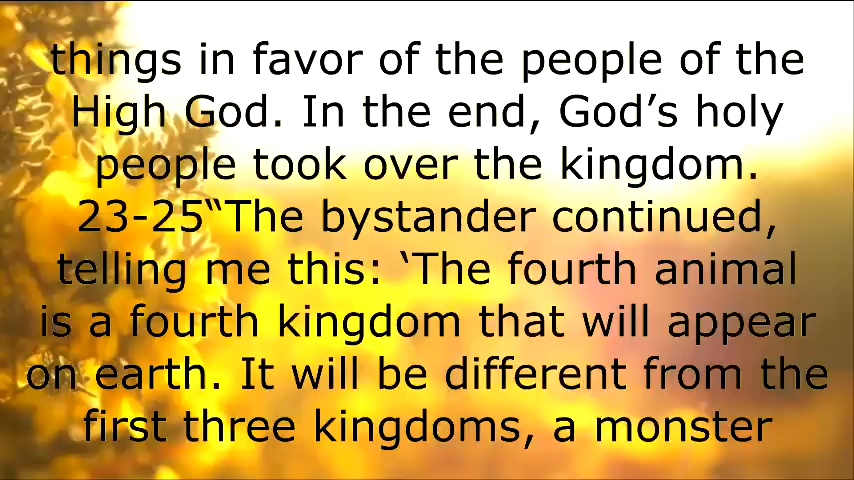 things in favor of the people of the
High God. In the end, God’s holy
people took over the kingdom.
23-25“The bystander continued,
telling me this: ‘The fourth animal
is a fourth kingdom that will appear
on earth. It will be different from the
first three kingdoms, a monster